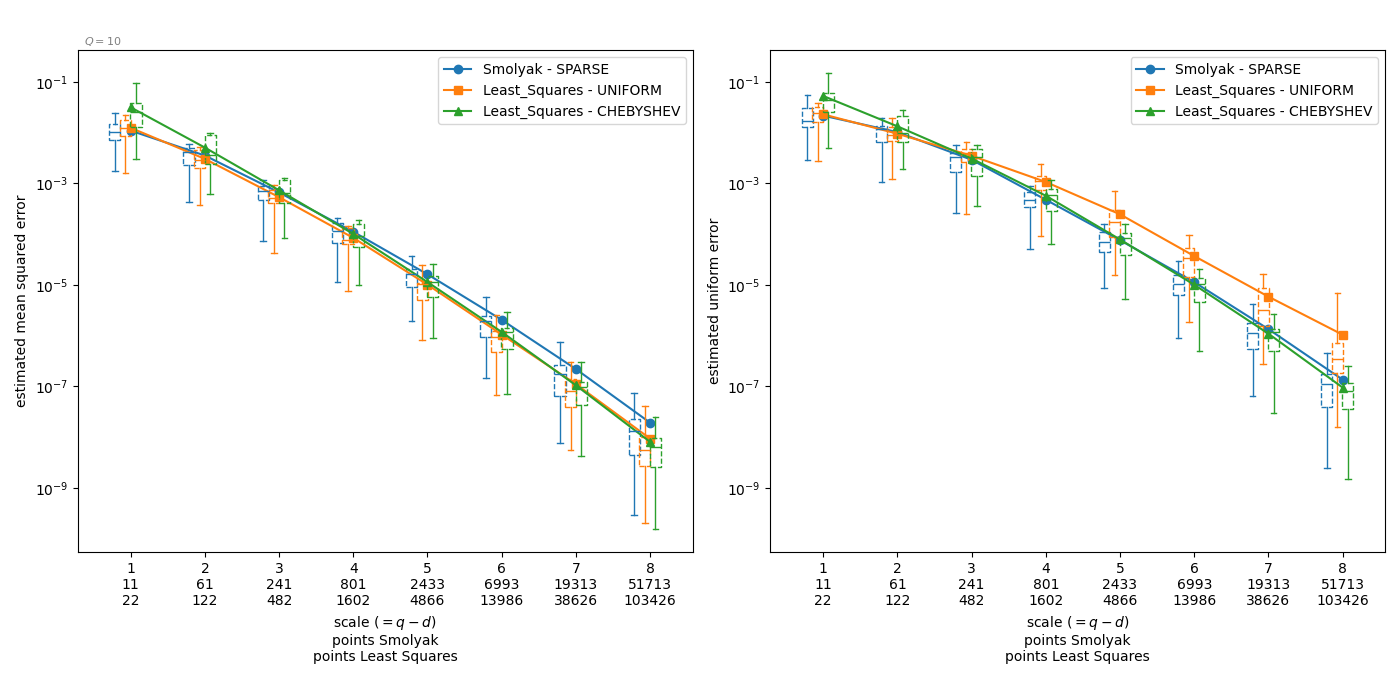 Q = 10
estimated mean squared error
10^-1
10^-3
10^-5
10^-7
10^-9
Smolyak - SPARSE
Least_Squares - UNIFORM
Least_Squares - CHEBYSHEV
1 2 3 4 5 6 7 8
11 61 241 801 2433 6993 19313 51713
22 122 482 1602 4866 13986 38626 103426
scale (= q − d)
points Smolyak
points Least Squares
estimated uniform error
10^-1
10^-3
10^-5
10^-7
10^-9
Smolyak - SPARSE
Least_Squares - UNIFORM
Least_Squares - CHEBYSHEV
1 2 3 4 5 6 7 8
11 61 241 801 2433 6993 19313 51713
22 122 482 1602 4866 13986 38626 103426
scale (= q − d)
points Smolyak
points Least Squares